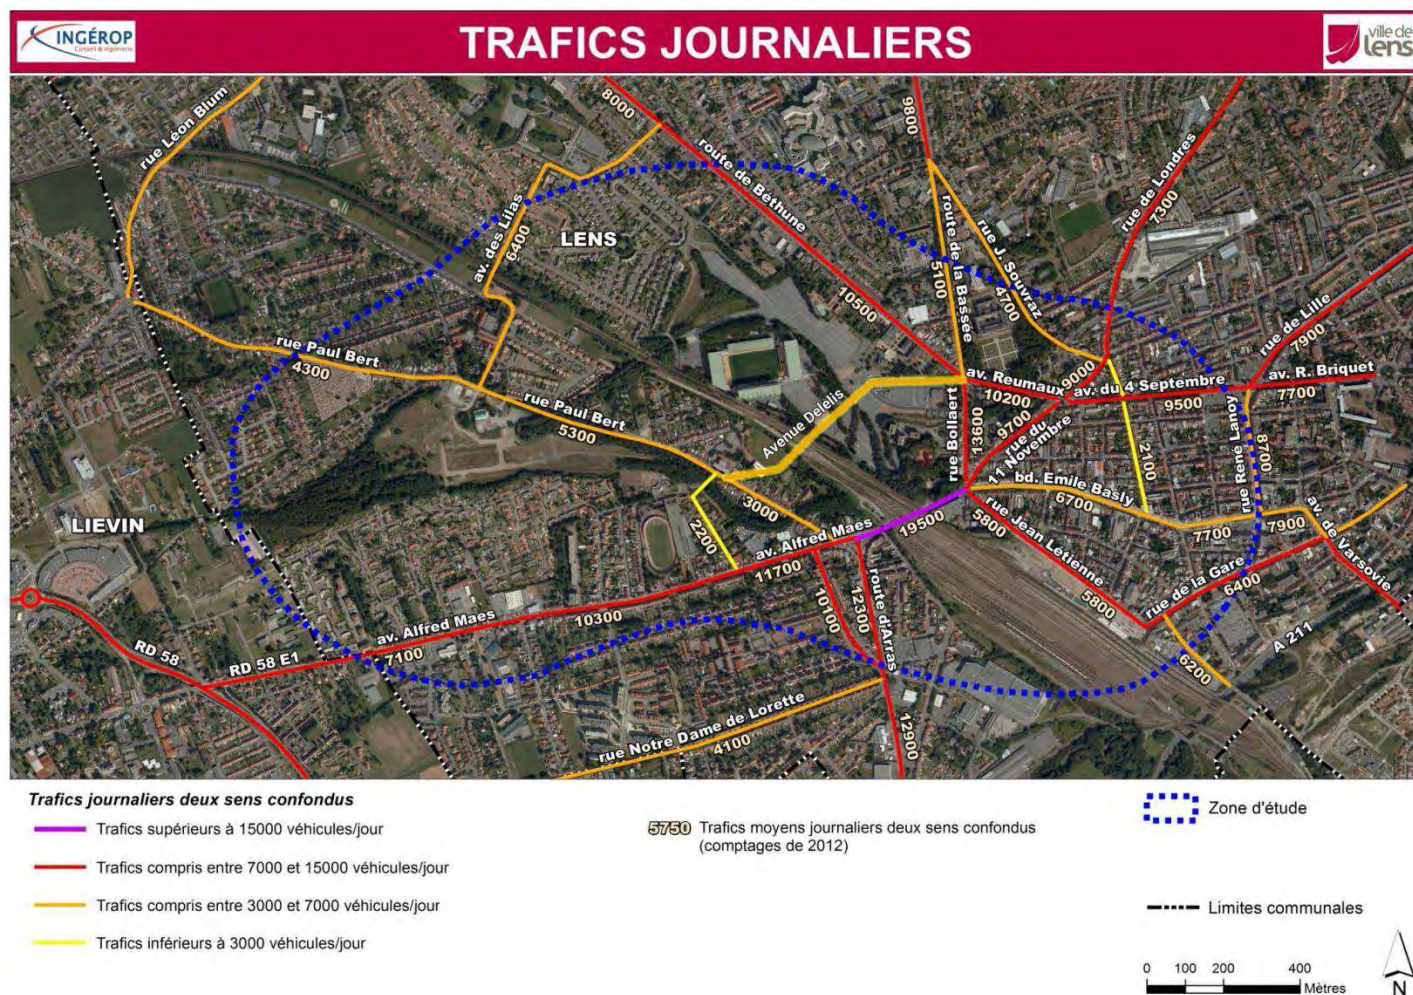 INGÉROP
Conseil & ingénierie
TRAFICS JOURNALIERS
ville de
Lens
rue Léon Blum
8000
9800
route de Béthune
rue de Londres
7300
av. des Lilas
6400
LENS
route de la Bassée
5100
rue J. Souvraz
4700
10500
rue de Lille
7900
rue Paul Bert
4300
av. Reumaux
10200
9000
av. du 4 Septembre
9500
av. R. Briquet
7700
rue Paul Bert
5300
Avenue Delelis
rue Bollaert
13600
9700
rue du
11 Novembre
2100
rue René Lanoy
8700
bd. Emile Basly
6700
7700
7900
av. de Varsovie
LIEVIN
3000
2200
19500
av. Alfred Maes
11700
rue Jean Létienne
5800
5800
rue de la Gare
6400
10100
12300
route d'Arras
av. Alfred Maes
10300
7100
RD 58
RD 58 E1
A 211
6200
rue Notre Dame de Lorette
4100
12900
Trafics journaliers deux sens confondus
Trafics supérieurs à 15000 véhicules/jour
Trafics compris entre 7000 et 15000 véhicules/jour
Trafics compris entre 3000 et 7000 véhicules/jour
Trafics inférieurs à 3000 véhicules/jour
5750 Trafics moyens journaliers deux sens confondus
(comptages de 2012)
Zone d'étude
Limites communales
0 100 200 400
Mètres
N